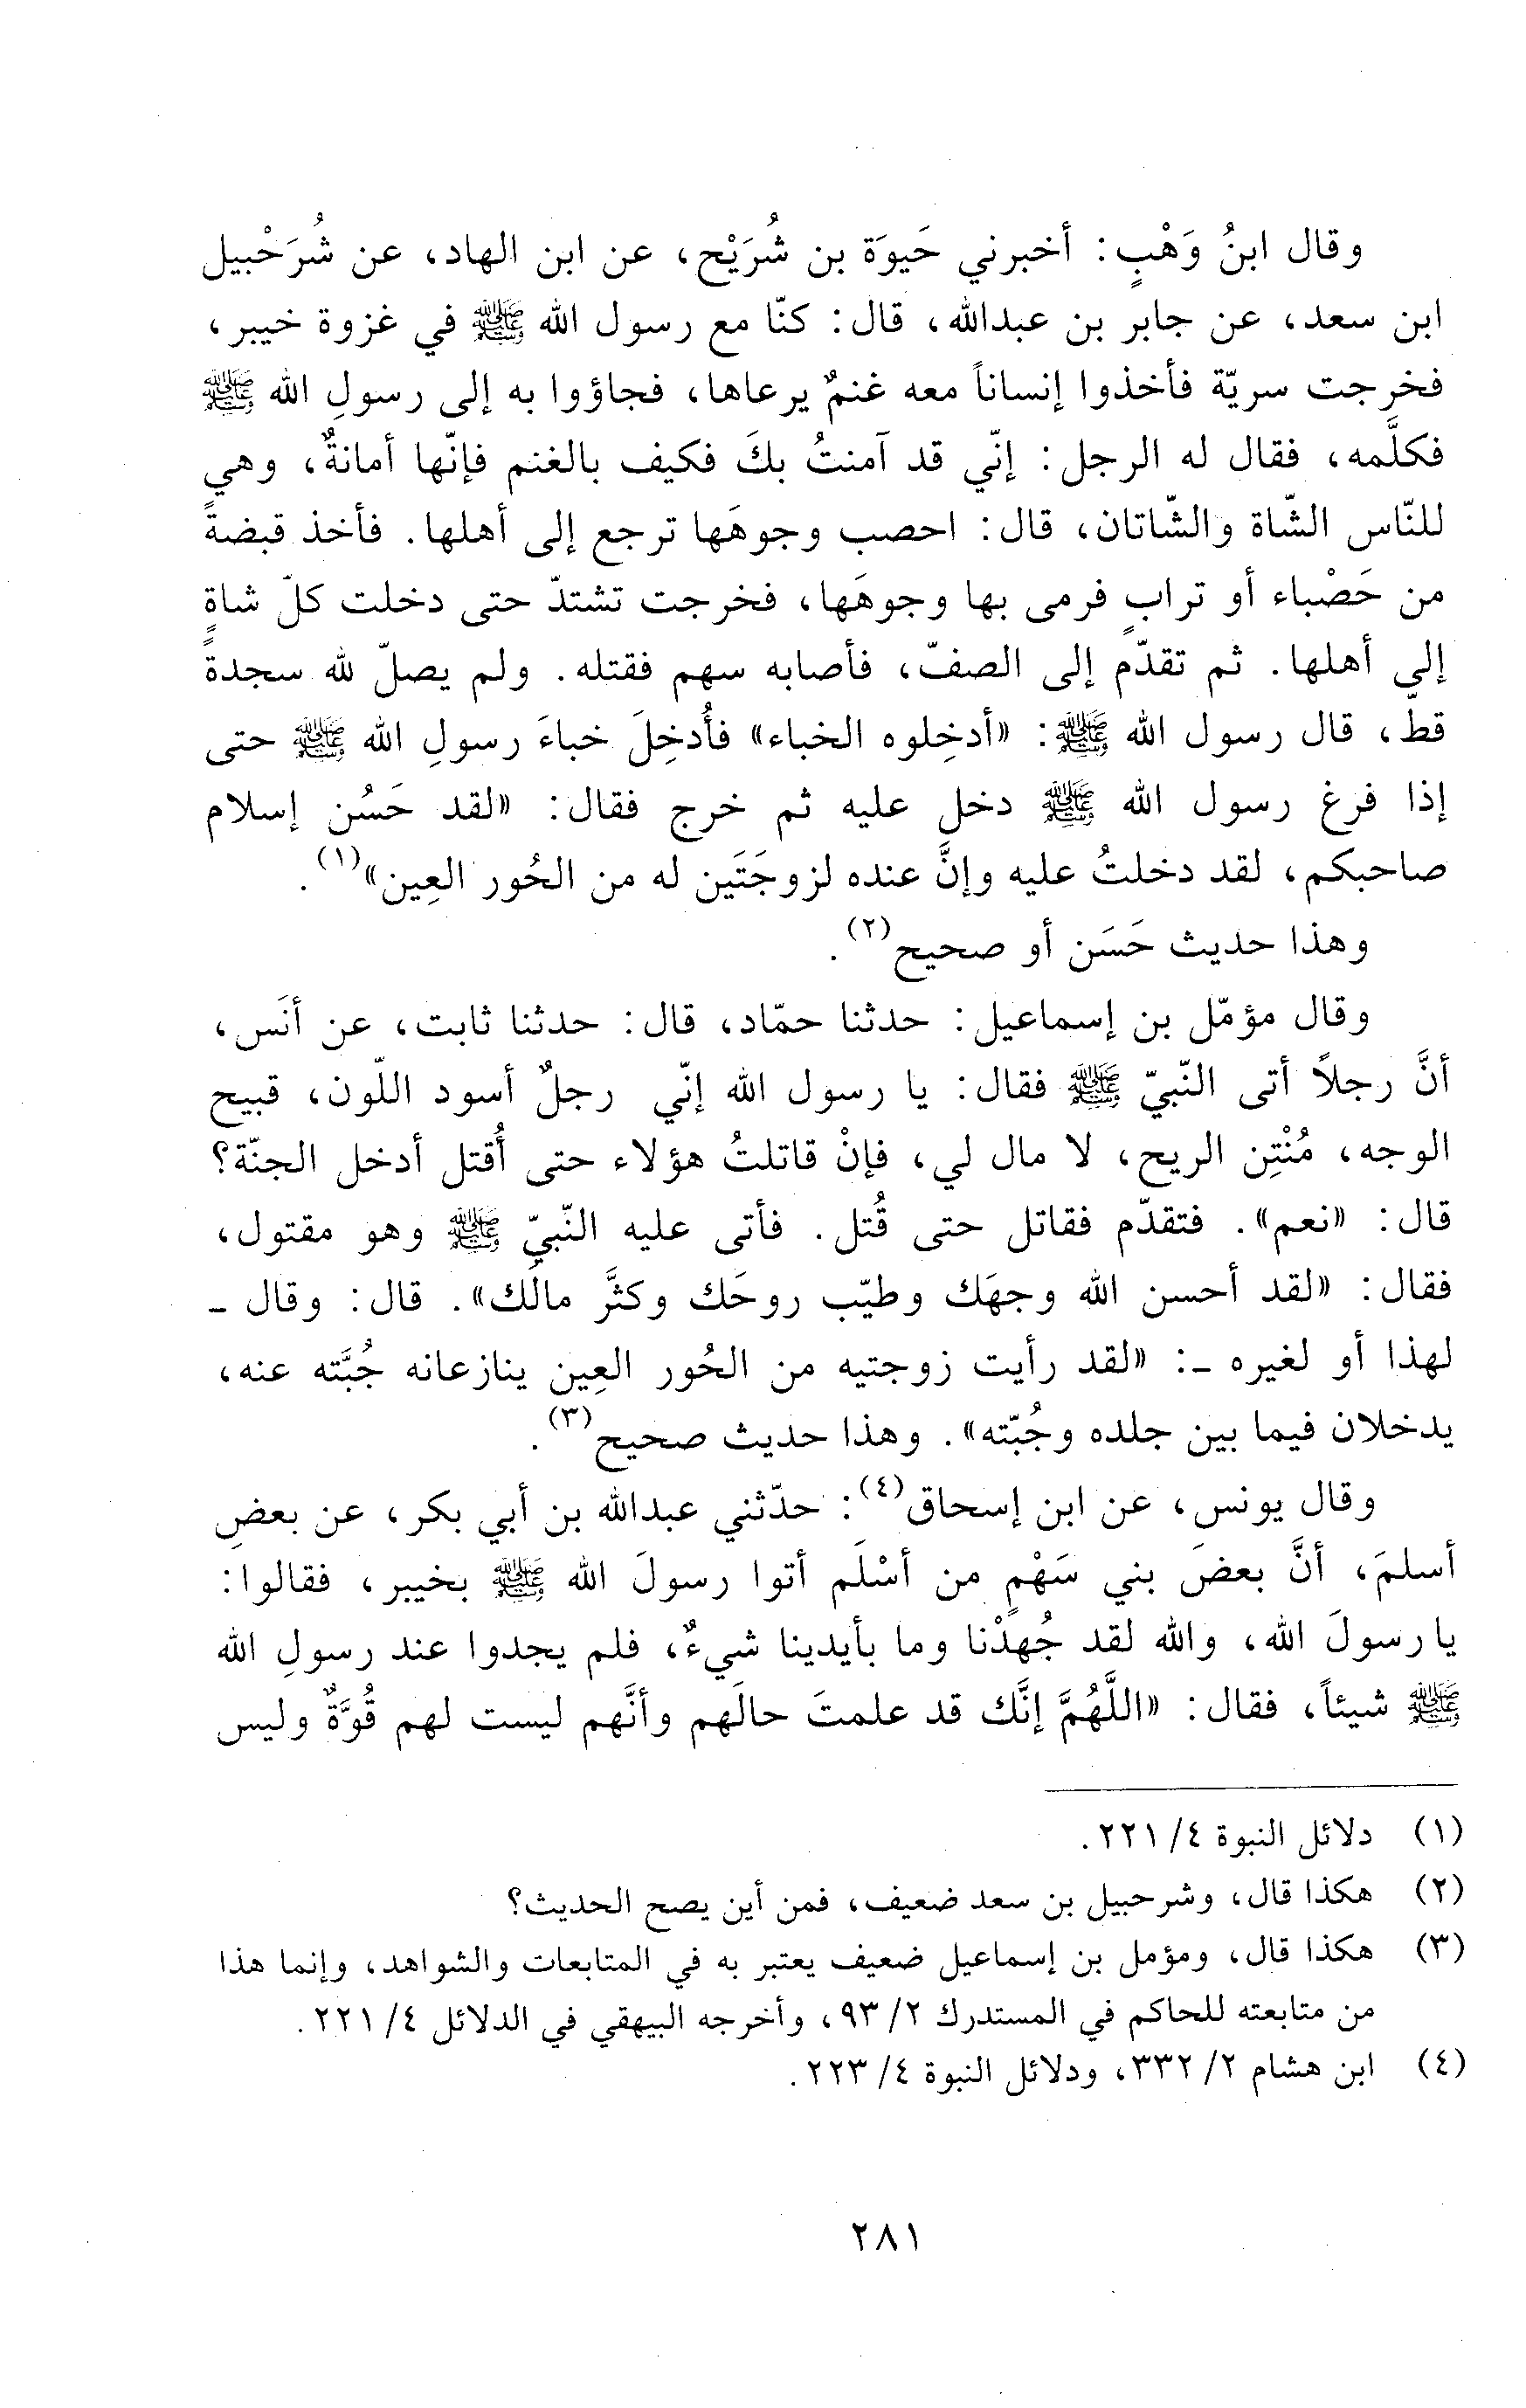 وقال ابنُ وَهْبٍ: أخبرني حَيوَة بن شُرَيْح، عن ابن الهاد، عن شُرَحْبيل
ابن سعد، عن جابر بن عبدالله، قال: كنّا مع رسول الله ﷺ في غزوة خيبر،
فخرجت سريّة فأخذوا إنساناً معه غنمٌ يرعاها، فجاؤوا به إلى رسولِ الله ﷺ
فكلَّمه، فقال له الرجل: إنّي قد آمنتُ بكَ فكيف بالغنم فإنّها أمانةٌ، وهي
للنّاس الشّاة والشّاتان، قال: احصب وجوهَها ترجع إلى أهلها. فأخذ قبضةً
من حَصْباء أو ترابٍ فرمى بها وجوهَها، فخرجت تشتدّ حتى دخلت كلّ شاةٍ
إلى أهلها. ثم تقدّم إلى الصفّ، فأصابه سهم فقتله. ولم يصلّ لله سجدةً
قطّ، قال رسول الله ﷺ: «أدخِلوه الخباء» فأُدخِلَ خباءَ رسولِ الله ﷺ حتى
إذا فرغ رسول الله ﷺ دخل عليه ثم خرج فقال: «لقد حَسُن إسلام
صاحبكم، لقد دخلتُ عليه وإنَّ عنده لزوجَتَين له من الحُور العِين»(١).
وهذا حديث حَسَن أو صحيح(٢).
وقال مؤمّل بن إسماعيل: حدثنا حمّاد، قال: حدثنا ثابت، عن أنَس،
أنَّ رجلاً أتى النّبيّ ﷺ فقال: يا رسول الله إنّي رجلٌ أسود اللّون، قبيح
الوجه، مُنْتِن الريح، لا مال لي، فإنْ قاتلتُ هؤلاء حتى أُقتل أدخل الجنّة؟
قال: «نعم». فتقدّم فقاتل حتى قُتل. فأتى عليه النّبيّ ﷺ وهو مقتول،
فقال: «لقد أحسن الله وجهَك وطيّب روحَك وكثَّر مالَك». قال: وقال -
لهذا أو لغيره -: «لقد رأيت زوجتيه من الحُور العِين ينازعانه جُبَّته عنه،
يدخلان فيما بين جلده وجُبّته». وهذا حديث صحيح(٣).
وقال يونس، عن ابن إسحاق(٤): حدّثني عبدالله بن أبي بكر، عن بعضِ
أسلمَ، أنَّ بعضَ بني سَهْمٍ من أسْلَم أتوا رسولَ الله ﷺ بخيبر، فقالوا:
يا رسولَ الله، والله لقد جُهِدْنا وما بأيدينا شيءٌ، فلم يجدوا عند رسولِ الله
ﷺ شيئاً، فقال: «اللَّهُمَّ إنَّك قد علمتَ حالَهم وأنَّهم ليست لهم قُوَّةٌ وليس
(١) دلائل النبوة ٤/ ٢٢١.
(٢) هكذا قال، وشرحبيل بن سعد ضعيف، فمن أين يصح الحديث؟
(٣) هكذا قال، ومؤمل بن إسماعيل ضعيف يعتبر به في المتابعات والشواهد، وإنما هذا
من متابعته للحاكم في المستدرك ٢/ ٩٣، وأخرجه البيهقي في الدلائل ٤/ ٢٢١.
(٤) ابن هشام ٢/ ٣٣٢، ودلائل النبوة ٤/ ٢٢٣.
٢٨١